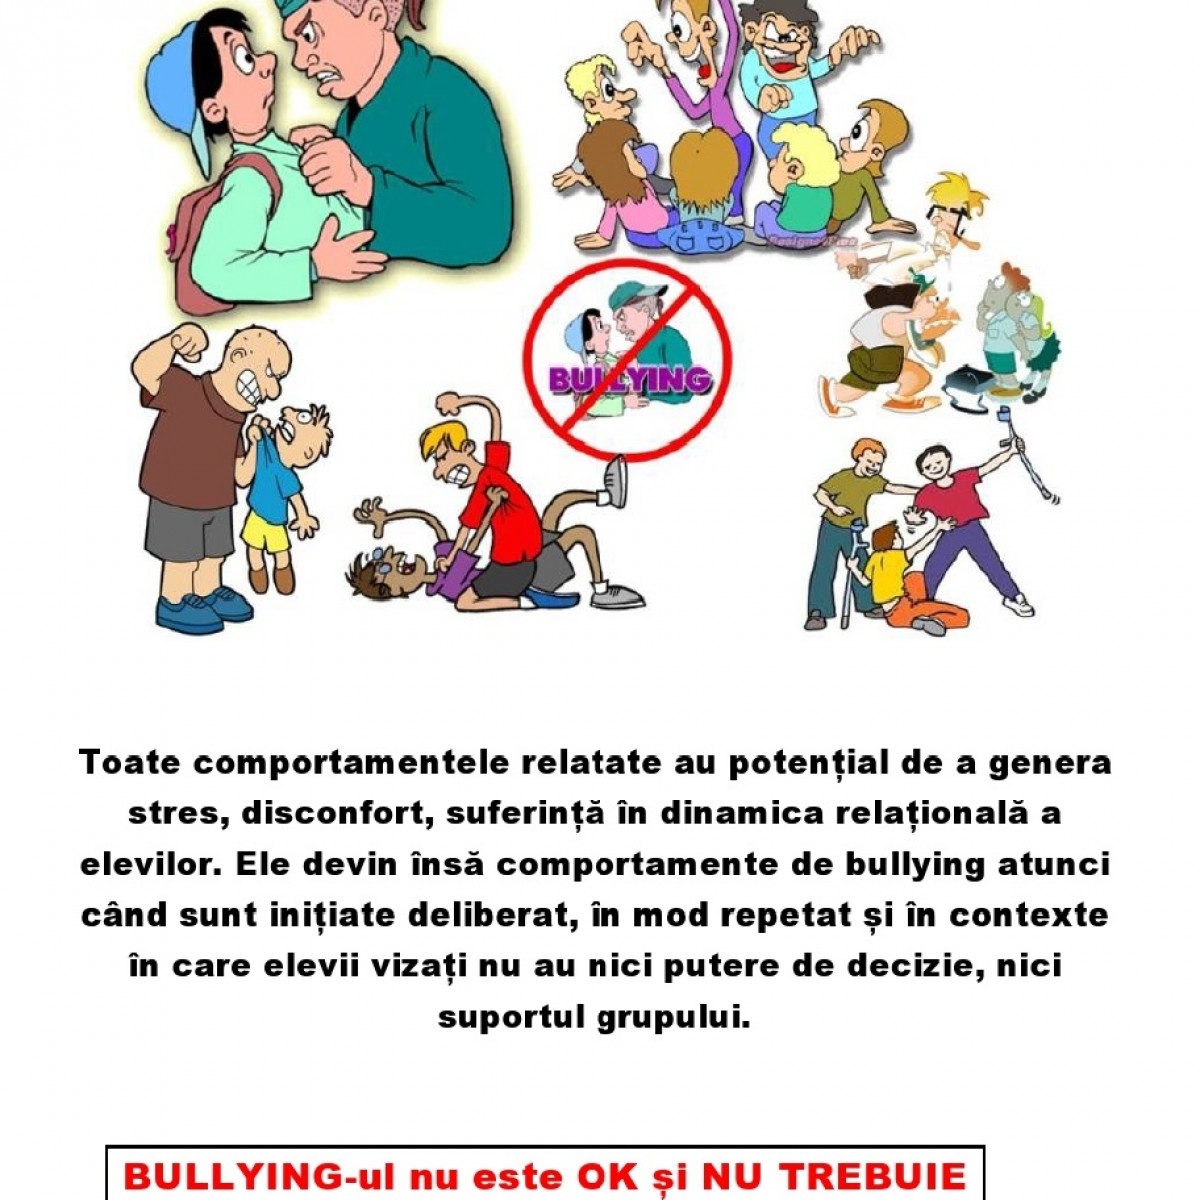 BULLYING
Toate comportamentele relatate au potențial de a genera
stres, disconfort, suferință în dinamica relațională a
elevilor. Ele devin însă comportamente de bullying atunci
când sunt inițiate deliberat, în mod repetat și în contexte
în care elevii vizați nu au nici putere de decizie, nici
suportul grupului.
BULLYING-ul nu este OK și NU TREBUIE